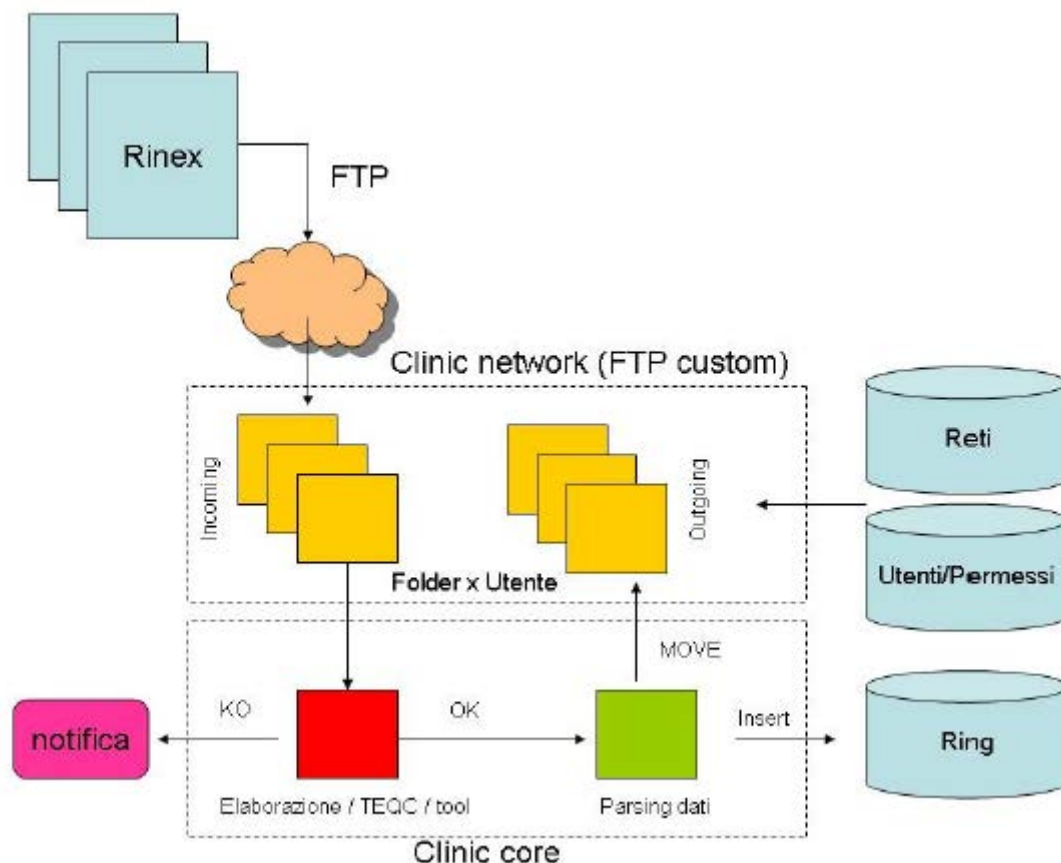 Rinex
FTP
Clinic network (FTP custom)
Incoming
Outgoing
Folder x Utente
Reti
Utenti/Permessi
MOVE
KO
OK
Insert
notifica
Ring
Elaborazione / TEQC / tool
Parsing dati
Clinic core